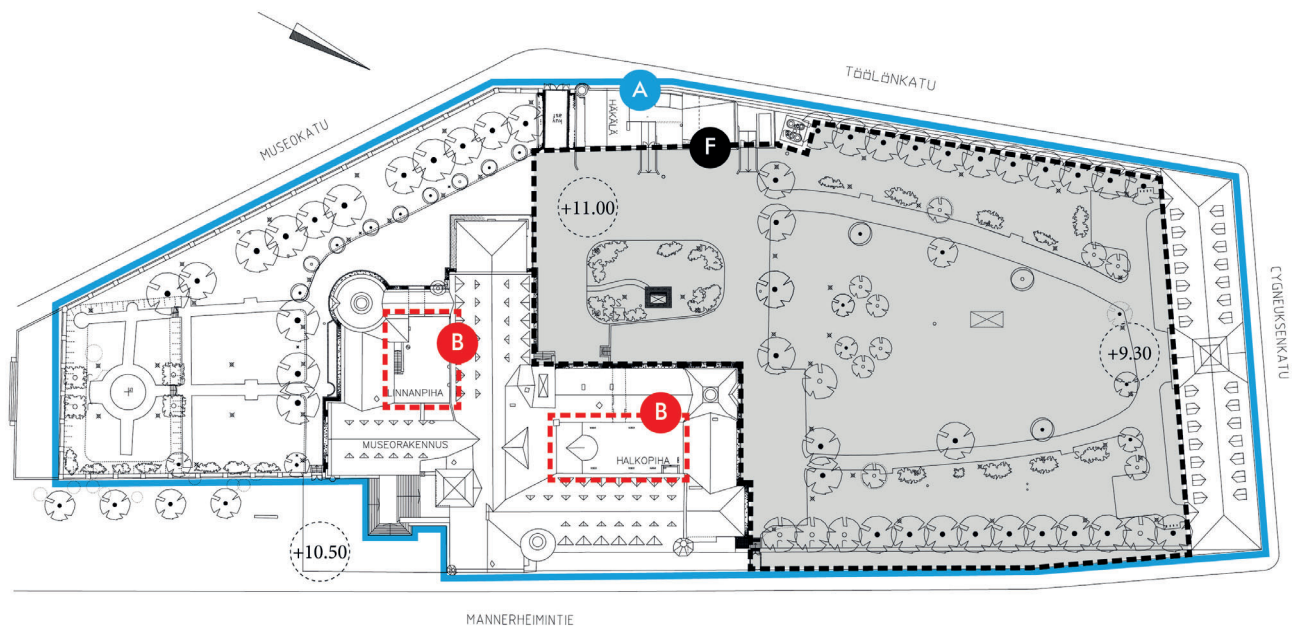 TÖÖLÖNKATU
A
HÄKÄLÄ
MUSEOKATU
F
+11.00
CYGNEUKSENKATU
B
+9.30
LINNANPIHA
B
MUSEORAKENNUS
HALKOPIHA
+10.50
MANNERHEIMINTIE